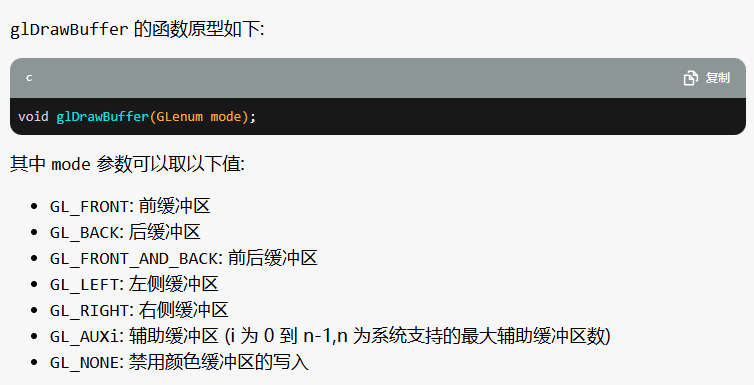 glDrawBuffer 的函数原型如下:
c
复制
void glDrawBuffer(GLenum mode);
其中 mode 参数可以取以下值:
• GL_FRONT: 前缓冲区
• GL_BACK: 后缓冲区
• GL_FRONT_AND_BACK: 前后缓冲区
• GL_LEFT: 左侧缓冲区
• GL_RIGHT: 右侧缓冲区
• GL_AUXi: 辅助缓冲区 (i 为 0 到 n-1,n 为系统支持的最大辅助缓冲区数)
• GL_NONE: 禁用颜色缓冲区的写入